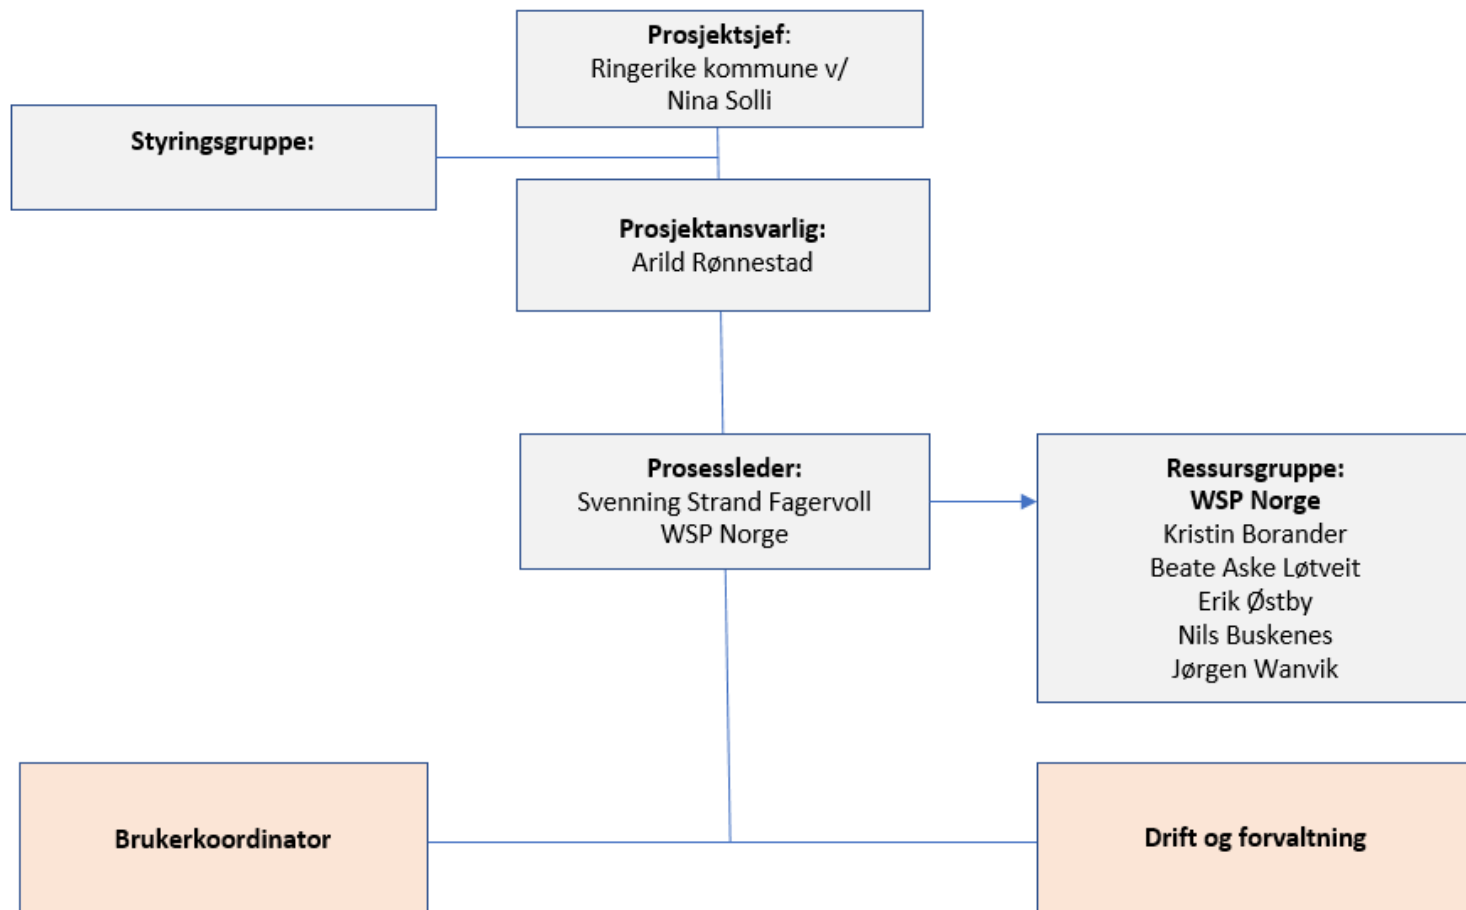 Prosjektsjef:
Ringerike kommune v/
Nina Solli
Styringsgruppe:
Prosjektansvarlig:
Arild Rønnestad
Prosessleder:
Svenning Strand Fagervoll
WSP Norge
Ressursgruppe:
WSP Norge
Kristin Borander
Beate Aske Løtveit
Erik Østby
Nils Buskenes
Jørgen Wanvik
Brukerkoordinator
Drift og forvaltning